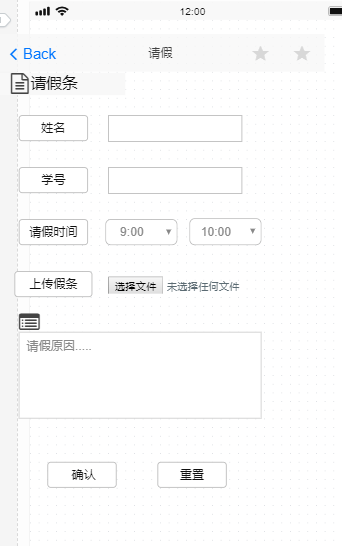 12:00
Back 请假
请假条
姓名
学号
请假时间 9:00 10:00
上传假条 选择文件 未选择任何文件
请假原因.....
确认 重置